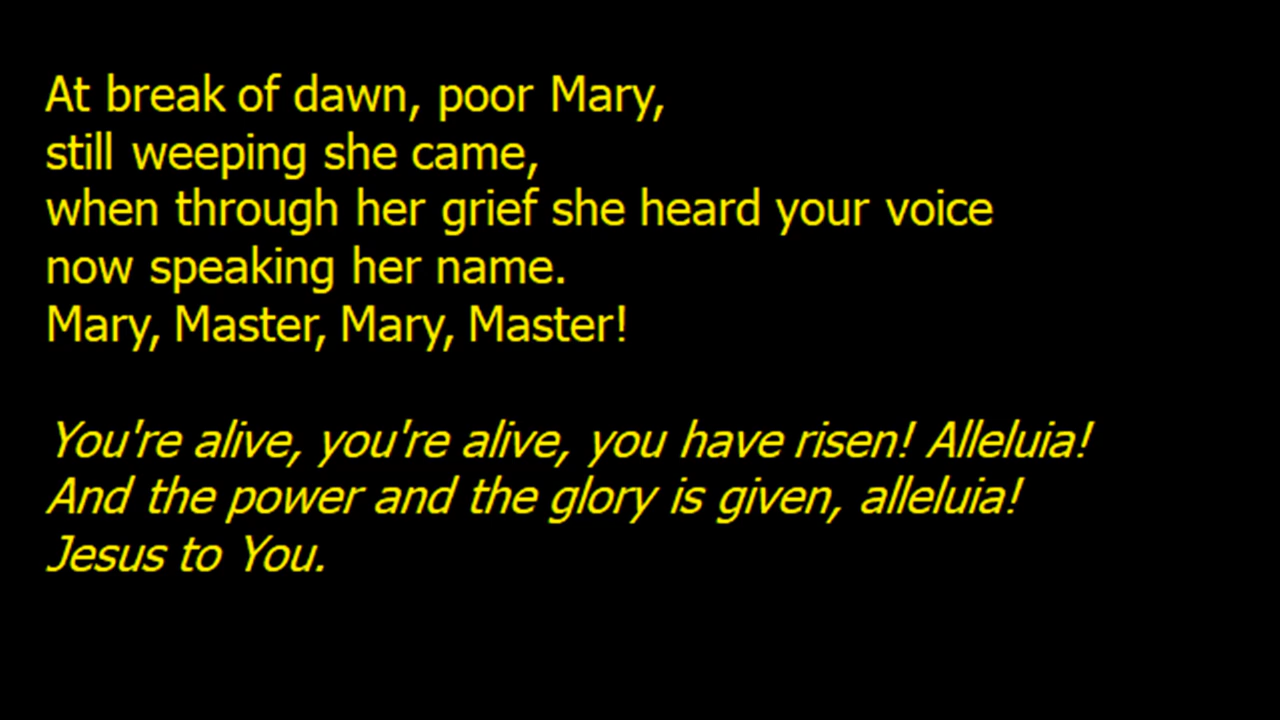 At break of dawn, poor Mary,
still weeping she came,
when through her grief she heard your voice
now speaking her name.
Mary, Master, Mary, Master!
You're alive, you're alive, you have risen! Alleluia!
And the power and the glory is given, alleluia!
Jesus to You.